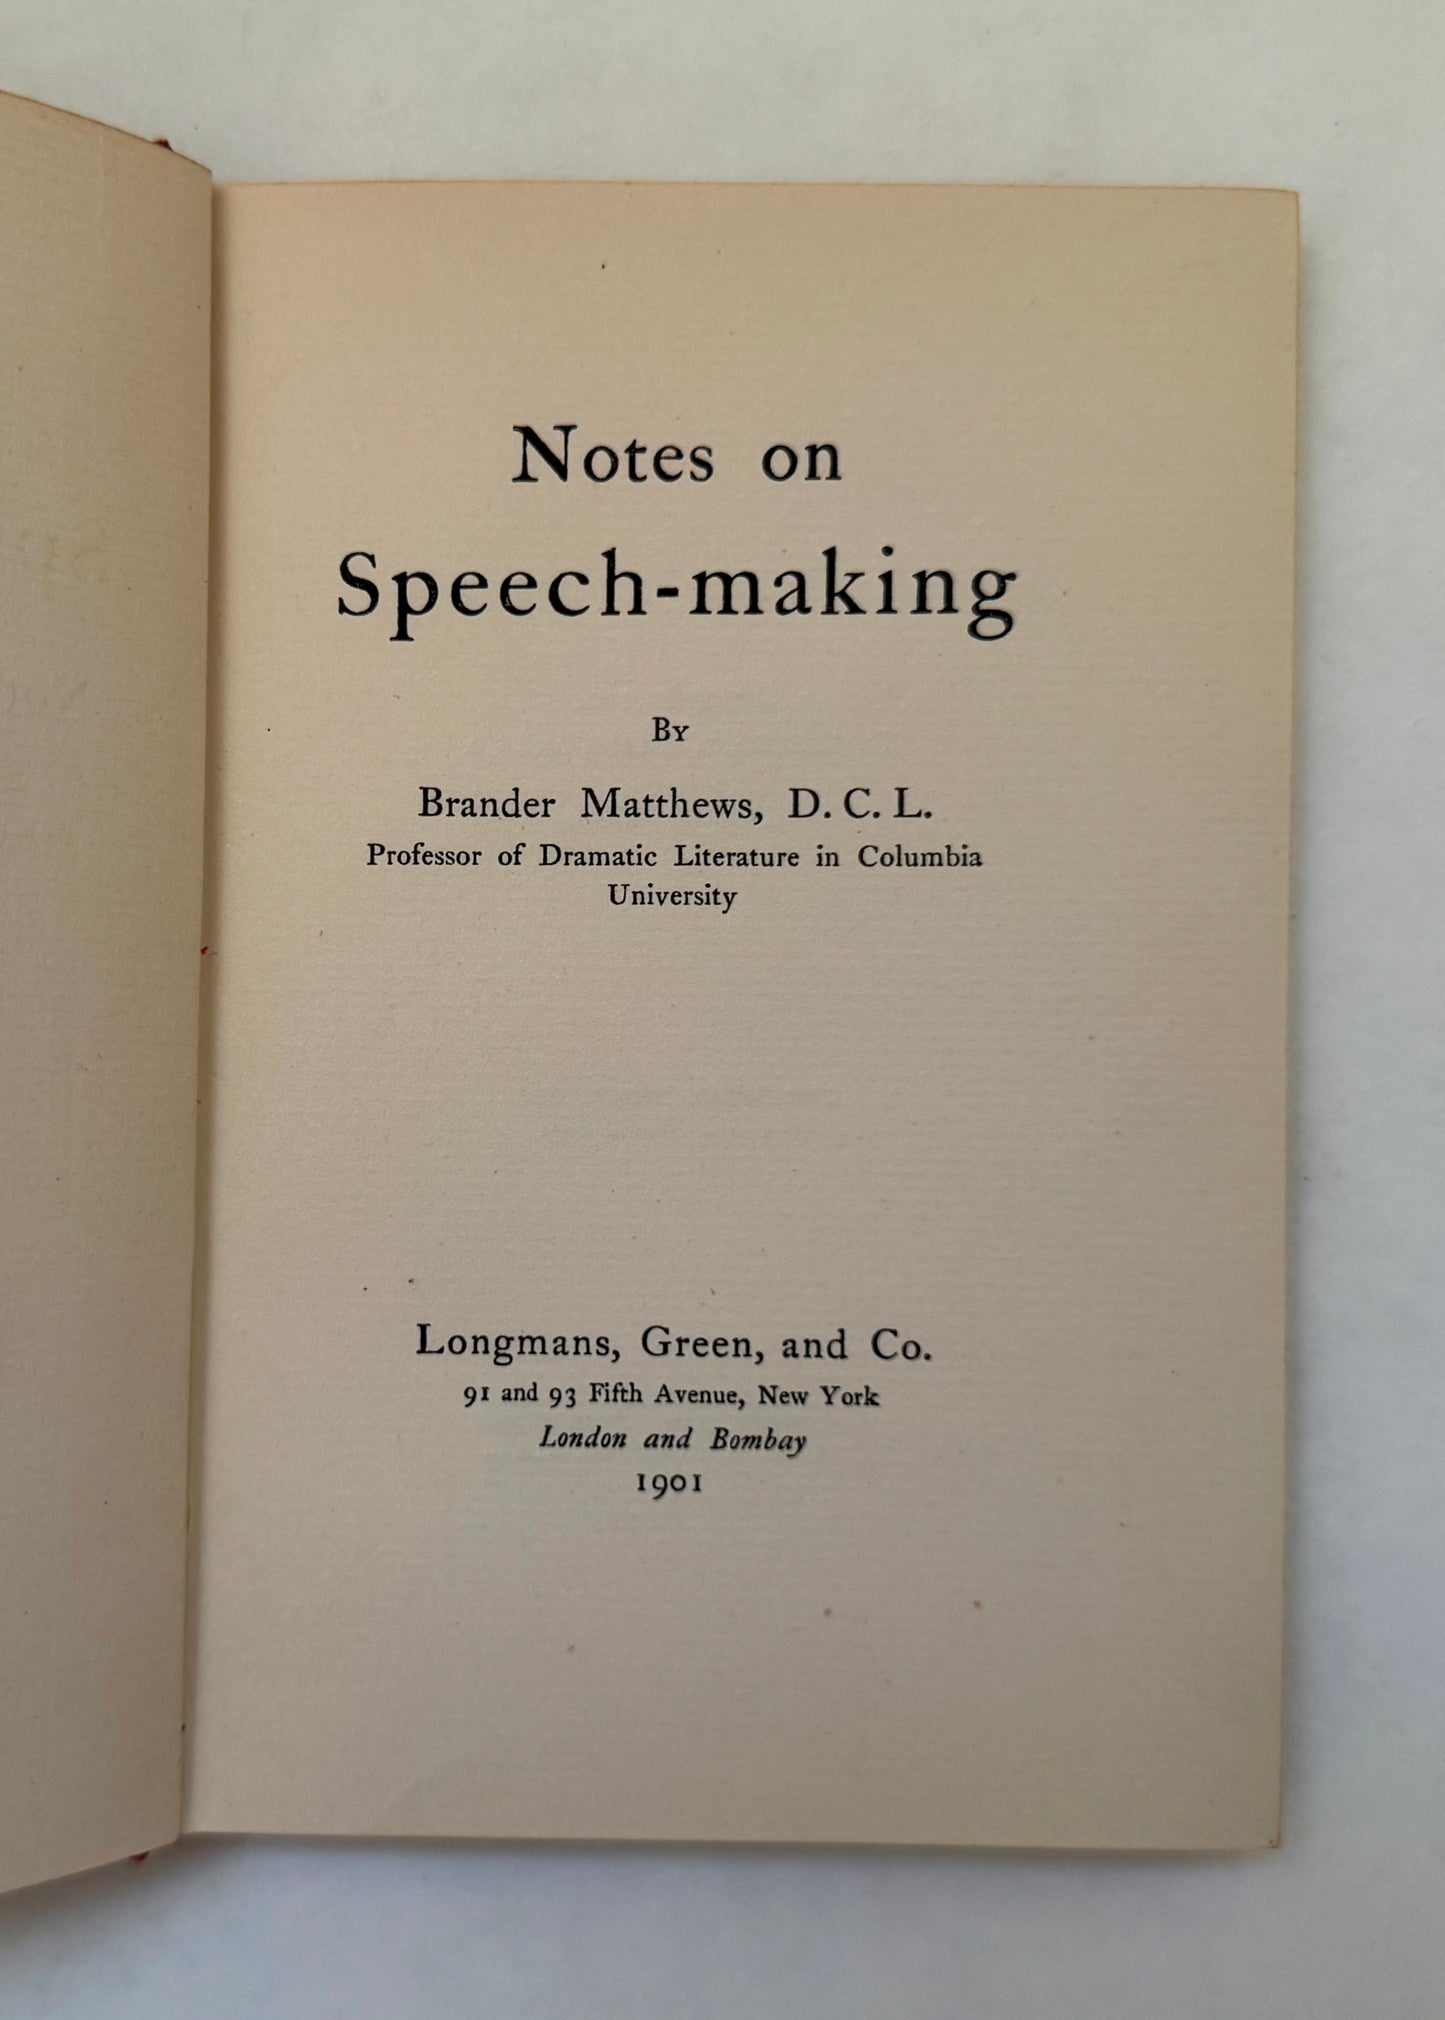 Notes on
Speech-making
By
Brander Matthews, D. C. L.
Professor of Dramatic Literature in Columbia
University
Longmans, Green, and Co.
91 and 93 Fifth Avenue, New York
London and Bombay
1901